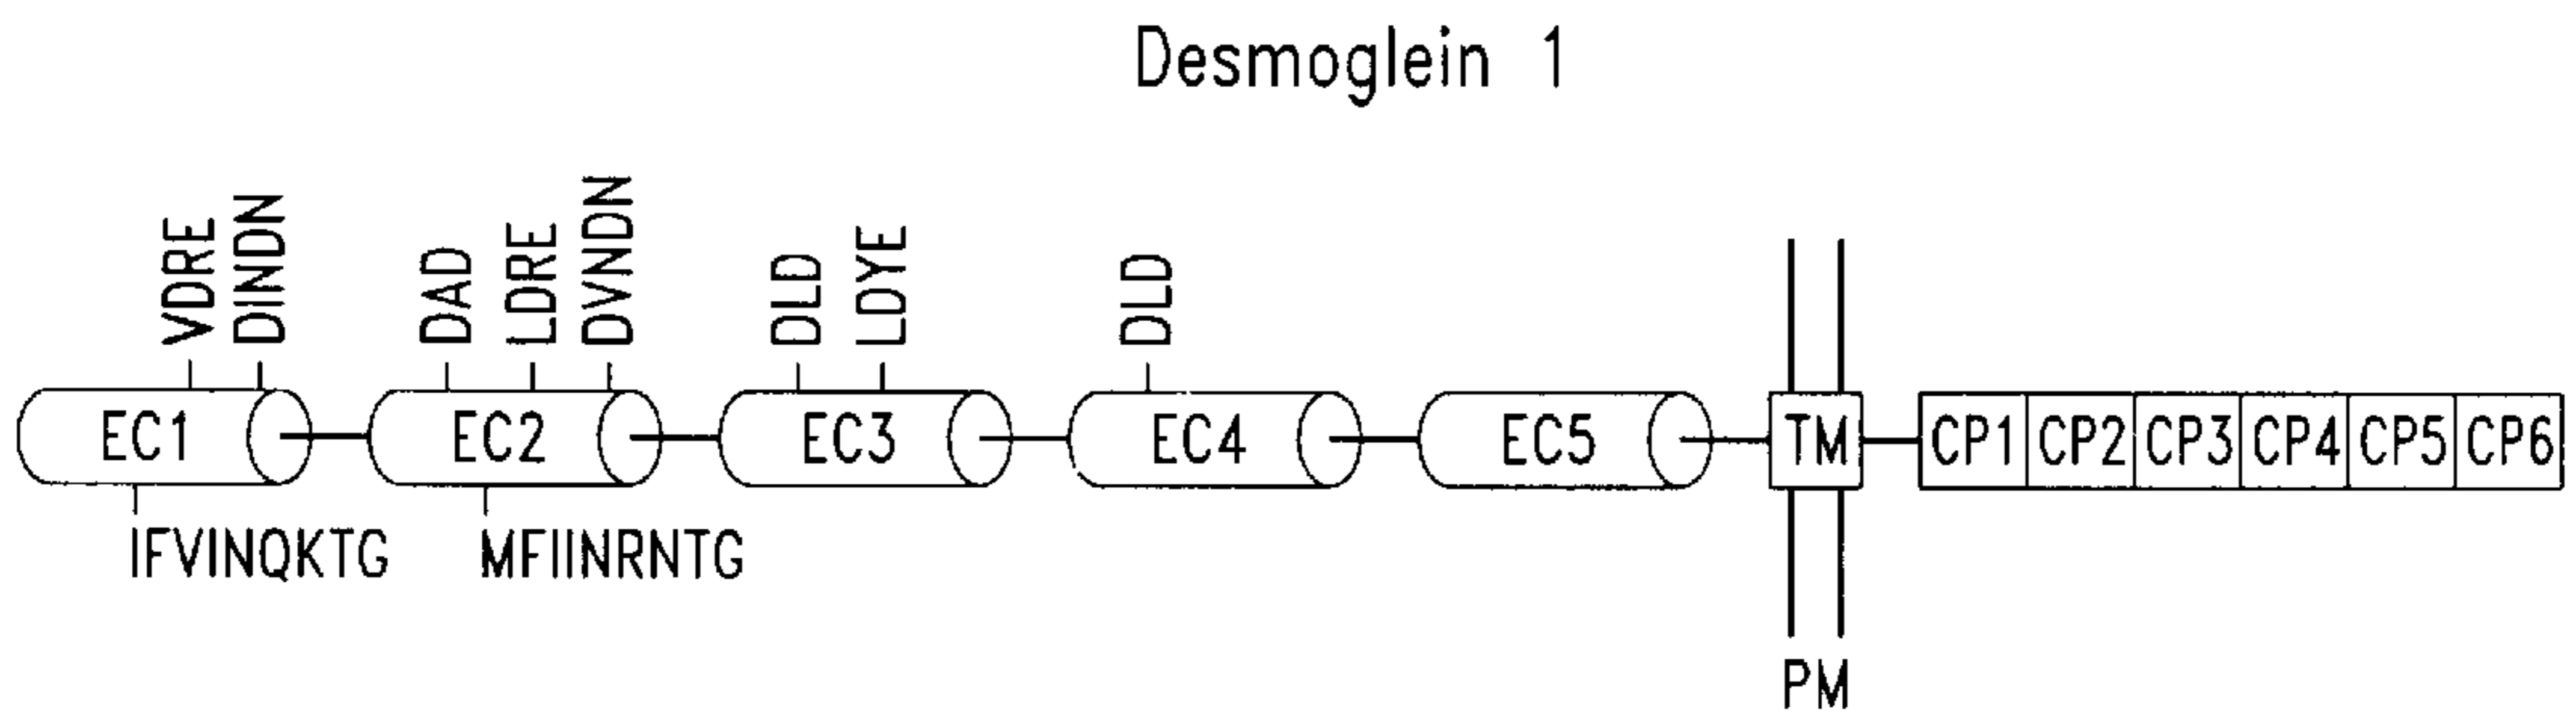 Desmoglein 1
VDRE
DINDN
DAD
LDRE
DVNDN
DLD
LDYE
DLD
EC1
EC2
EC3
EC4
EC5
TM
CP1
CP2
CP3
CP4
CP5
CP6
IFVINQKTG
MFIINRNTG
PM